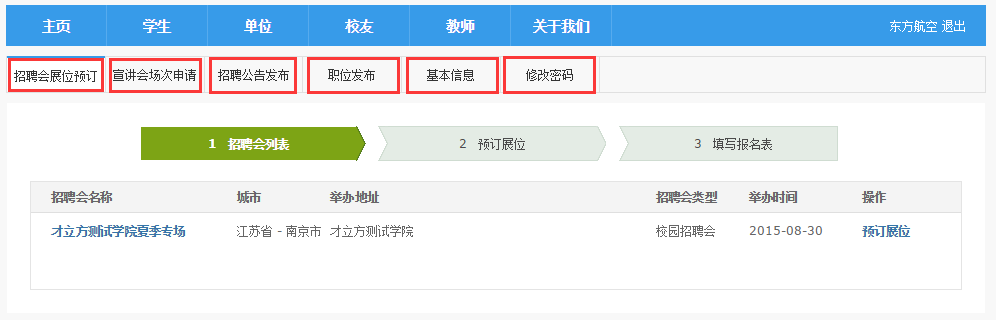 主页 学生 单位 校友 教师 关于我们 东方航空 退出
招聘会展位预订 宣讲会场次申请 招聘公告发布 职位发布 基本信息 修改密码
1 招聘会列表 2 预订展位 3 填写报名表
招聘会名称 城市 举办地址 招聘会类型 举办时间 操作
才立方测试学院夏季专场 江苏省 - 南京市 才立方测试学院 校园招聘会 2015-08-30 预订展位